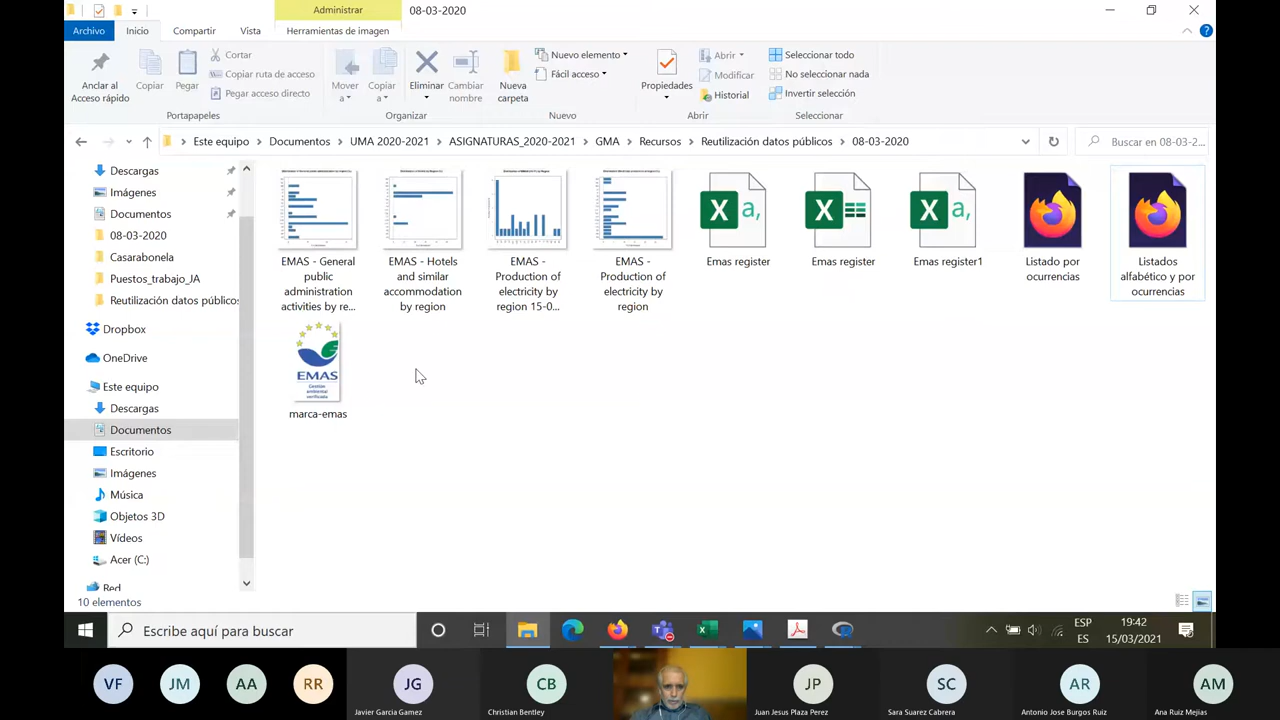 Administrar
08-03-2020
Archivo
Inicio
Compartir
Vista
Herramientas de imagen
Anclar al
Acceso rápido
Copiar
Pegar
Cortar
Copiar ruta de acceso
Pegar acceso directo
Portapapeles
Mover
a
Copiar
a
Eliminar
Cambiar
nombre
Organizar
Nueva
carpeta
Nuevo elemento
Fácil acceso
Nuevo
Propiedades
Abrir
Modificar
Historial
Abrir
Seleccionar todo
No seleccionar nada
Invertir selección
Seleccionar
Este equipo > Documentos > UMA 2020-2021 > ASIGNATURAS_2020-2021 > GMA > Recursos > Reutilización datos públicos > 08-03-2020
Buscar en 08-03-2...
Descargas
Imágenes
Documentos
08-03-2020
Casarabonela
Puestos_trabajo_JA
Reutilización datos públicos
Dropbox
OneDrive
Este equipo
Descargas
Documentos
Escritorio
Imágenes
Música
Objetos 3D
Vídeos
Acer (C:)
Red
EMAS - General
public
administration
activities by re...
EMAS - Hotels
and similar
accommodation
by region
EMAS -
Production of
electricity by
region 15-0...
EMAS -
Production of
electricity by
region
X a,
Emas register
X
Emas register
X a,
Emas register1
Listado por
ocurrencias
Listados
alfabético y por
ocurrencias
EMAS
Gestión
ambiental
verificada
marca-emas
10 elementos
Escribe aquí para buscar
ESP
ES
19:42
15/03/2021
VF
JM
AA
RR
JG
Javier Garcia Gamez
CB
Christian Bentley
JP
Juan Jesus Plaza Perez
SC
Sara Suarez Cabrera
AR
Antonio Jose Burgos Ruiz
AM
Ana Ruiz Mejias